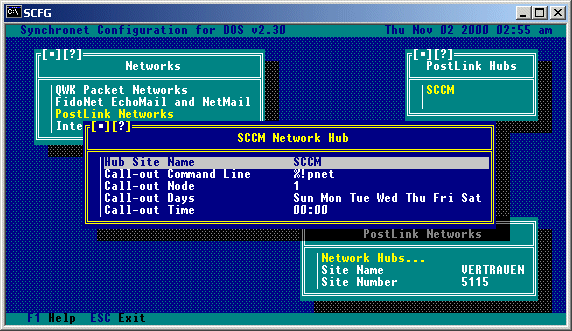 SCFG
Synchronet Configuration for DOS v2.30 Thu Nov 02 2000 02:55 am
[■][?] [■][?]
Networks PostLink Hubs
QWK Packet Networks SCCM
FidoNet EchoMail and NetMail
PostLink Networks
Inte
[■][?]
SCCM Network Hub
Hub Site Name SCCM
Call-out Command Line %!pnet
Call-out Node 1
Call-out Days Sun Mon Tue Wed Thu Fri Sat
Call-out Time 00:00
PostLink Networks
Network Hubs...
Site Name VERTRAUEN
Site Number 5115
F1 Help ESC Exit